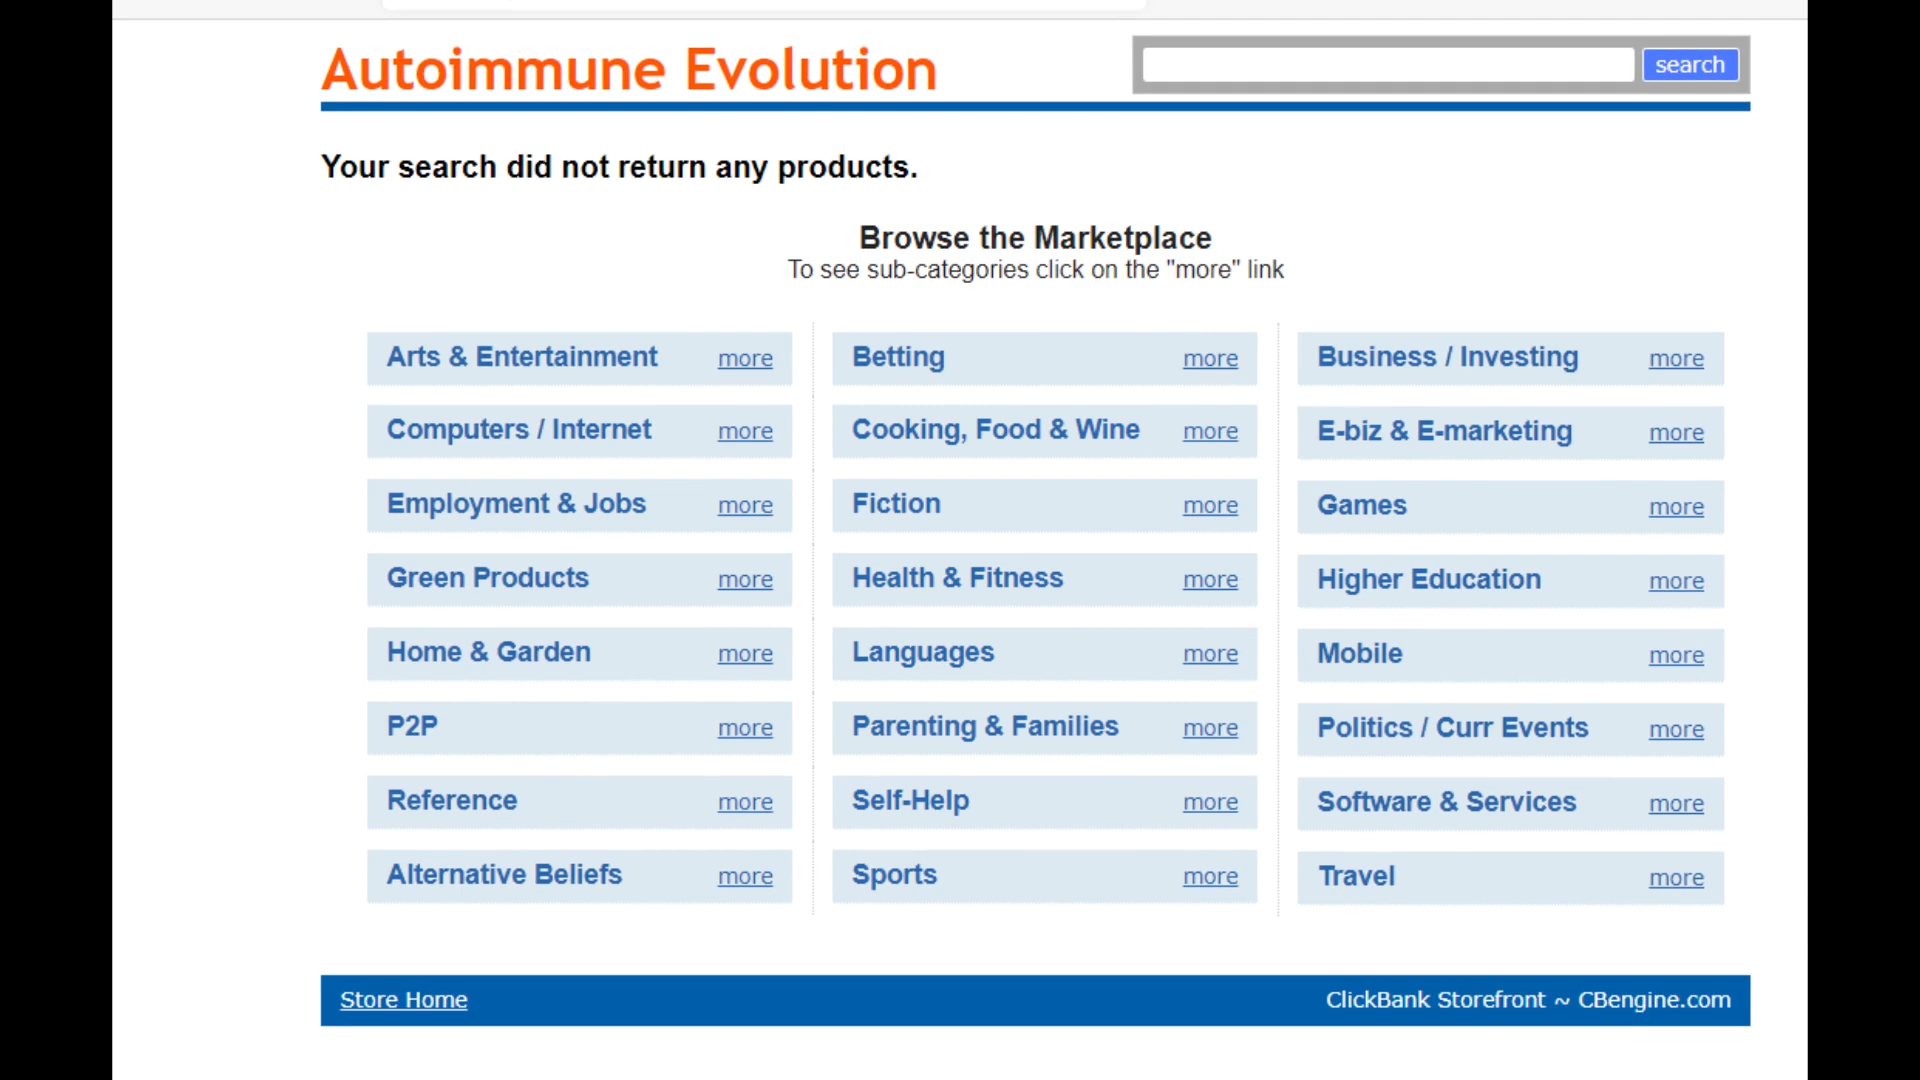 Autoimmune Evolution
search
Your search did not return any products.
Browse the Marketplace
To see sub-categories click on the "more" link
Arts & Entertainment more Betting more Business / Investing more
Computers / Internet more Cooking, Food & Wine more E-biz & E-marketing more
Employment & Jobs more Fiction more Games more
Green Products more Health & Fitness more Higher Education more
Home & Garden more Languages more Mobile more
P2P more Parenting & Families more Politics / Curr Events more
Reference more Self-Help more Software & Services more
Alternative Beliefs more Sports more Travel more
Store Home ClickBank Storefront ~ CBengine.com